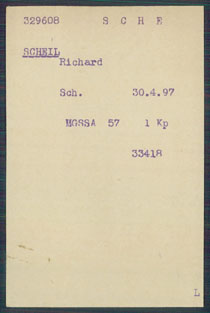 329608 S C H E
SCHEIL
Richard
Sch. 30.4.97
MGSSA 57 1 Kp
33418
L